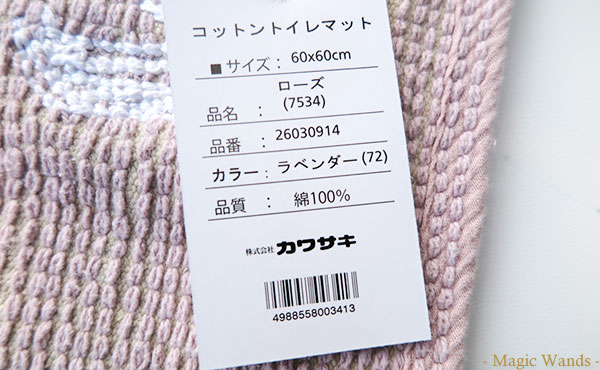 コットントイレマット
■サイズ： 60x60cm
品名 ： ローズ
(7534)
品番 ： 26030914
カラー： ラベンダー(72)
品質 ： 綿100%
株式会社 カワサキ
4988558003413
- Magic Wands -